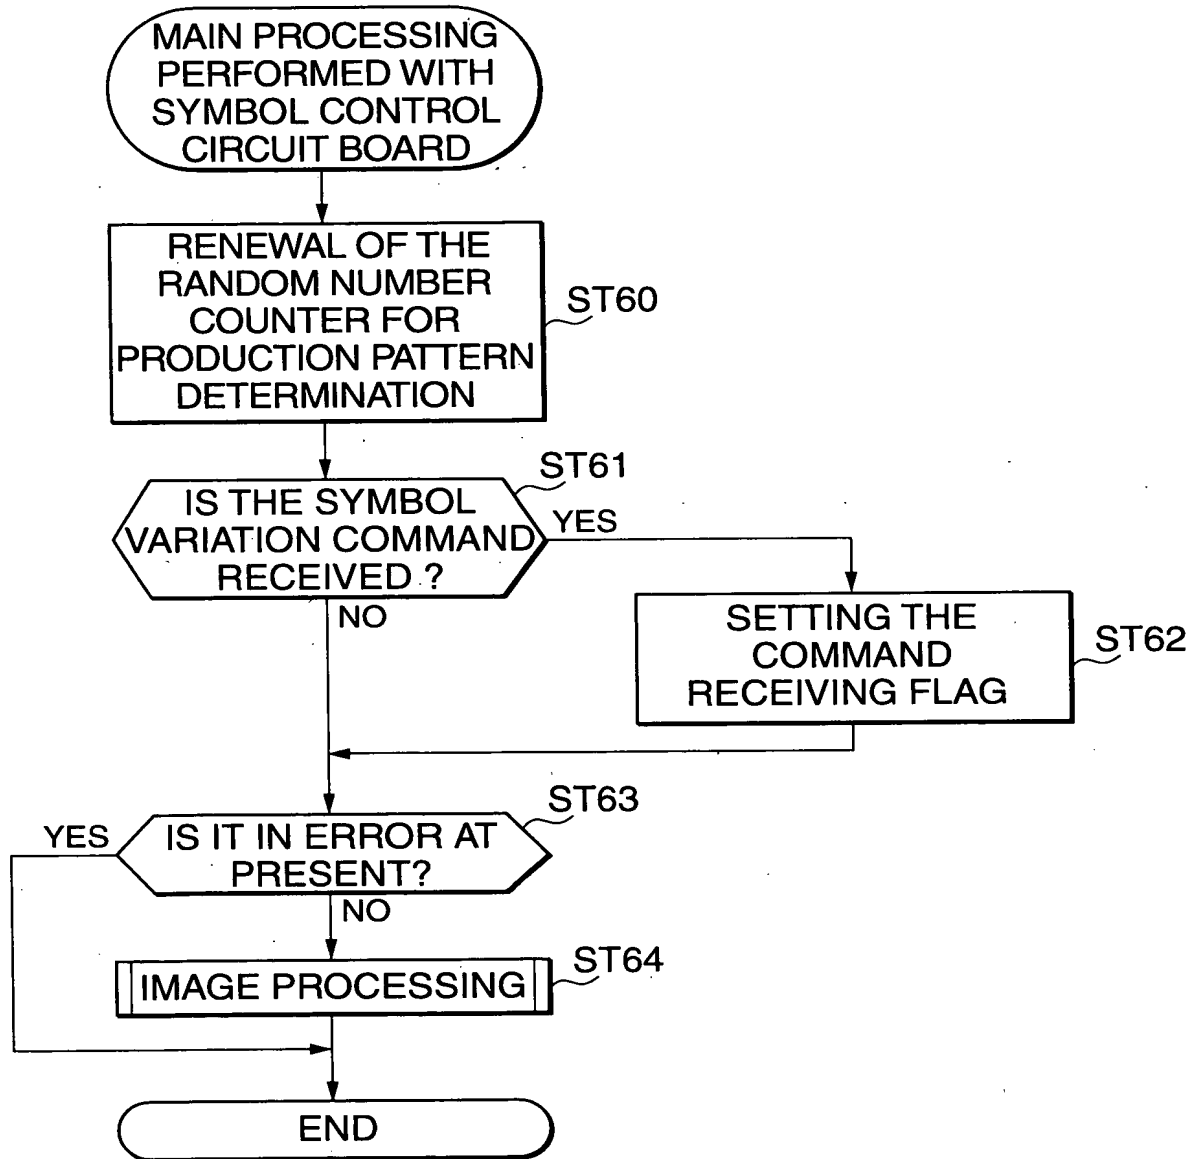 MAIN PROCESSING
PERFORMED WITH
SYMBOL CONTROL
CIRCUIT BOARD
RENEWAL OF THE
RANDOM NUMBER
COUNTER FOR
PRODUCTION PATTERN
DETERMINATION
ST60
ST61
IS THE SYMBOL
VARIATION COMMAND
RECEIVED ?
YES
NO
SETTING THE
COMMAND
RECEIVING FLAG
ST62
ST63
YES
IS IT IN ERROR AT
PRESENT?
NO
ST64
IMAGE PROCESSING
END